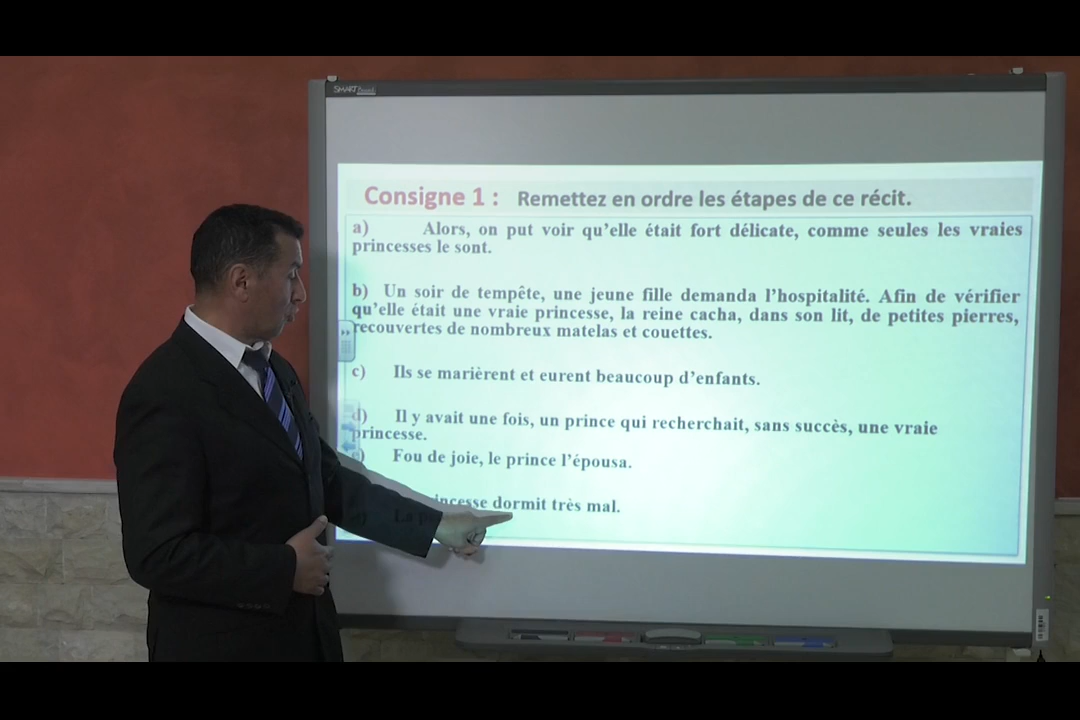 SMART Board
Consigne 1 : Remettez en ordre les étapes de ce récit.
a) Alors, on put voir qu'elle était fort délicate, comme seules les vraies
princesses le sont.
b) Un soir de tempête, une jeune fille demanda l'hospitalité. Afin de vérifier
qu'elle était une vraie princesse, la reine cacha, dans son lit, de petites pierres,
recouvertes de nombreux matelas et couettes.
c) Ils se marièrent et eurent beaucoup d'enfants.
d) Il y avait une fois, un prince qui recherchait, sans succès, une vraie
princesse.
e) Fou de joie, le prince l'épousa.
La princesse dormit très mal.